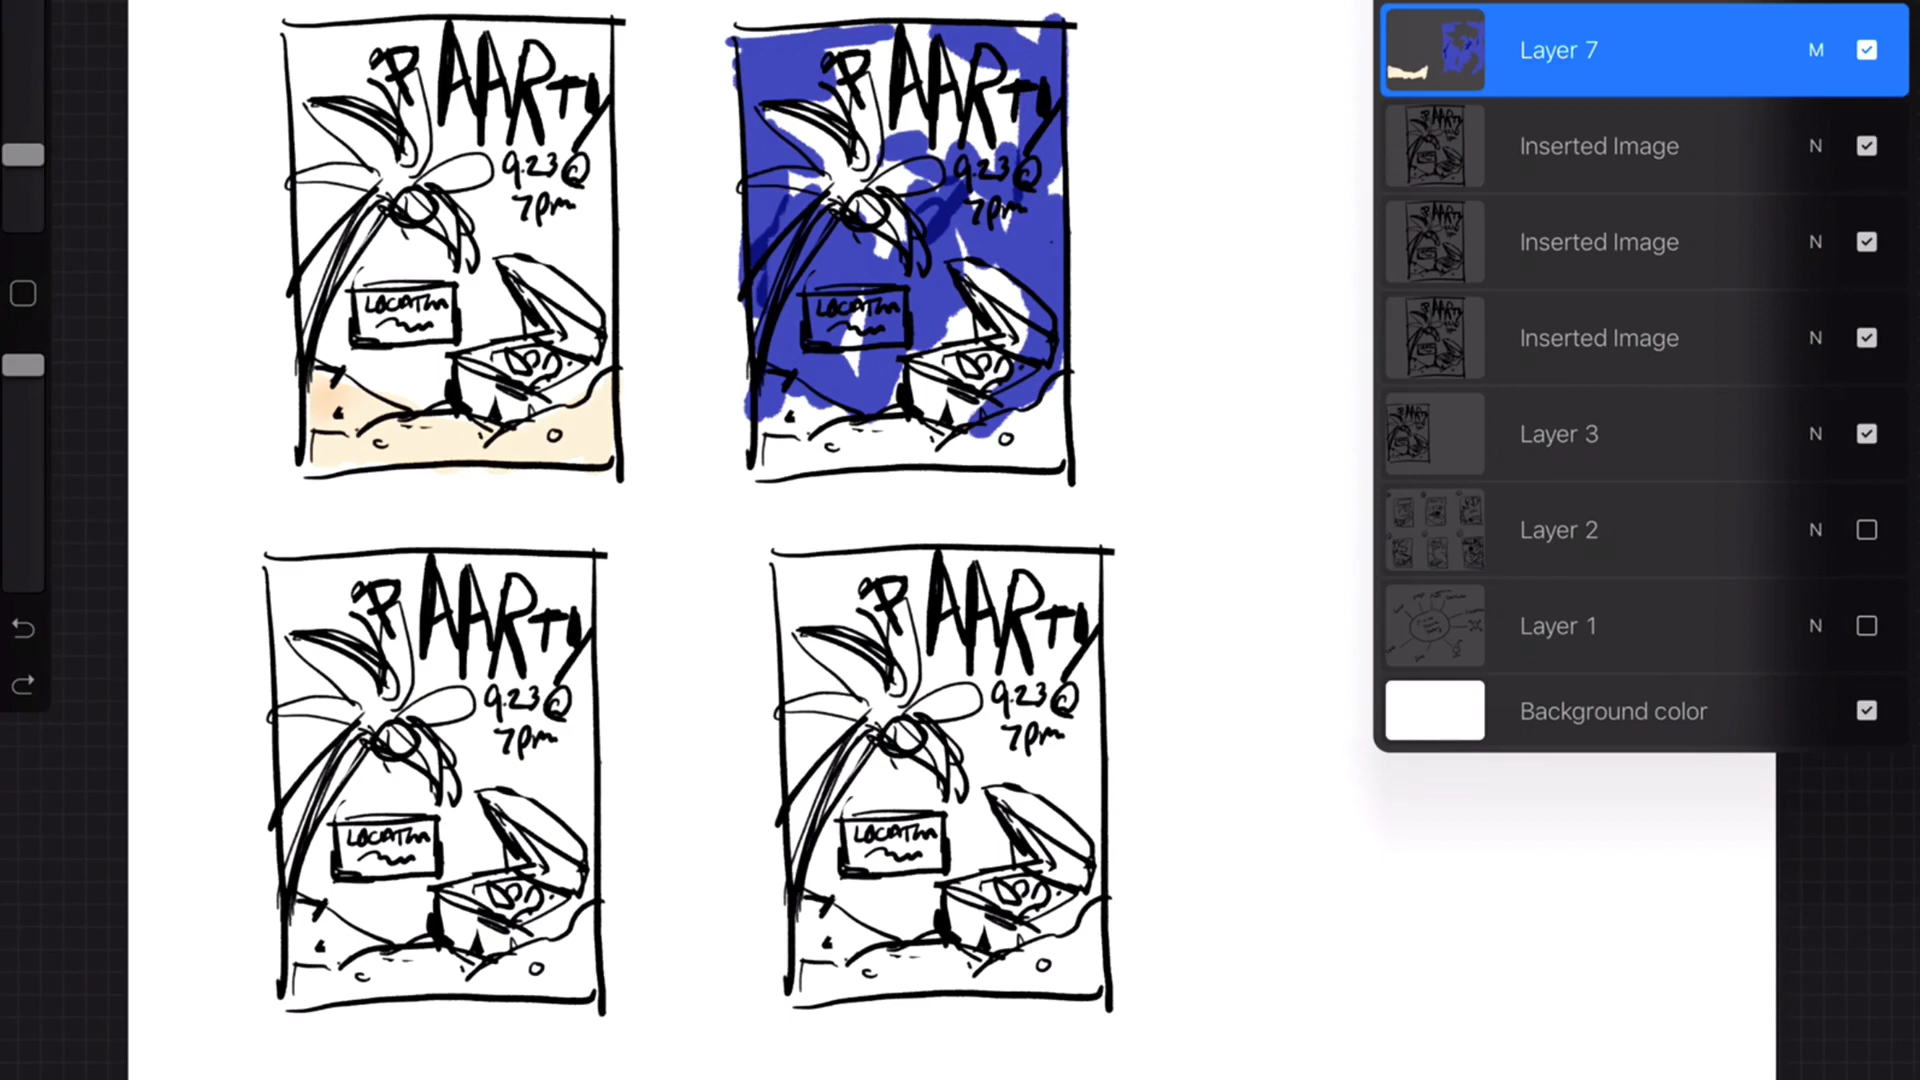 PAARTy
9.23@
7pm
LOCATION
PAARTy
9.23@
7pm
LOCATION
PAARTy
9.23@
7pm
LOCATION
PAARTy
9.23@
7pm
LOCATION
Layer 7
M
Inserted Image
N
Inserted Image
N
Inserted Image
N
Layer 3
N
Layer 2
N
Layer 1
N
Background color